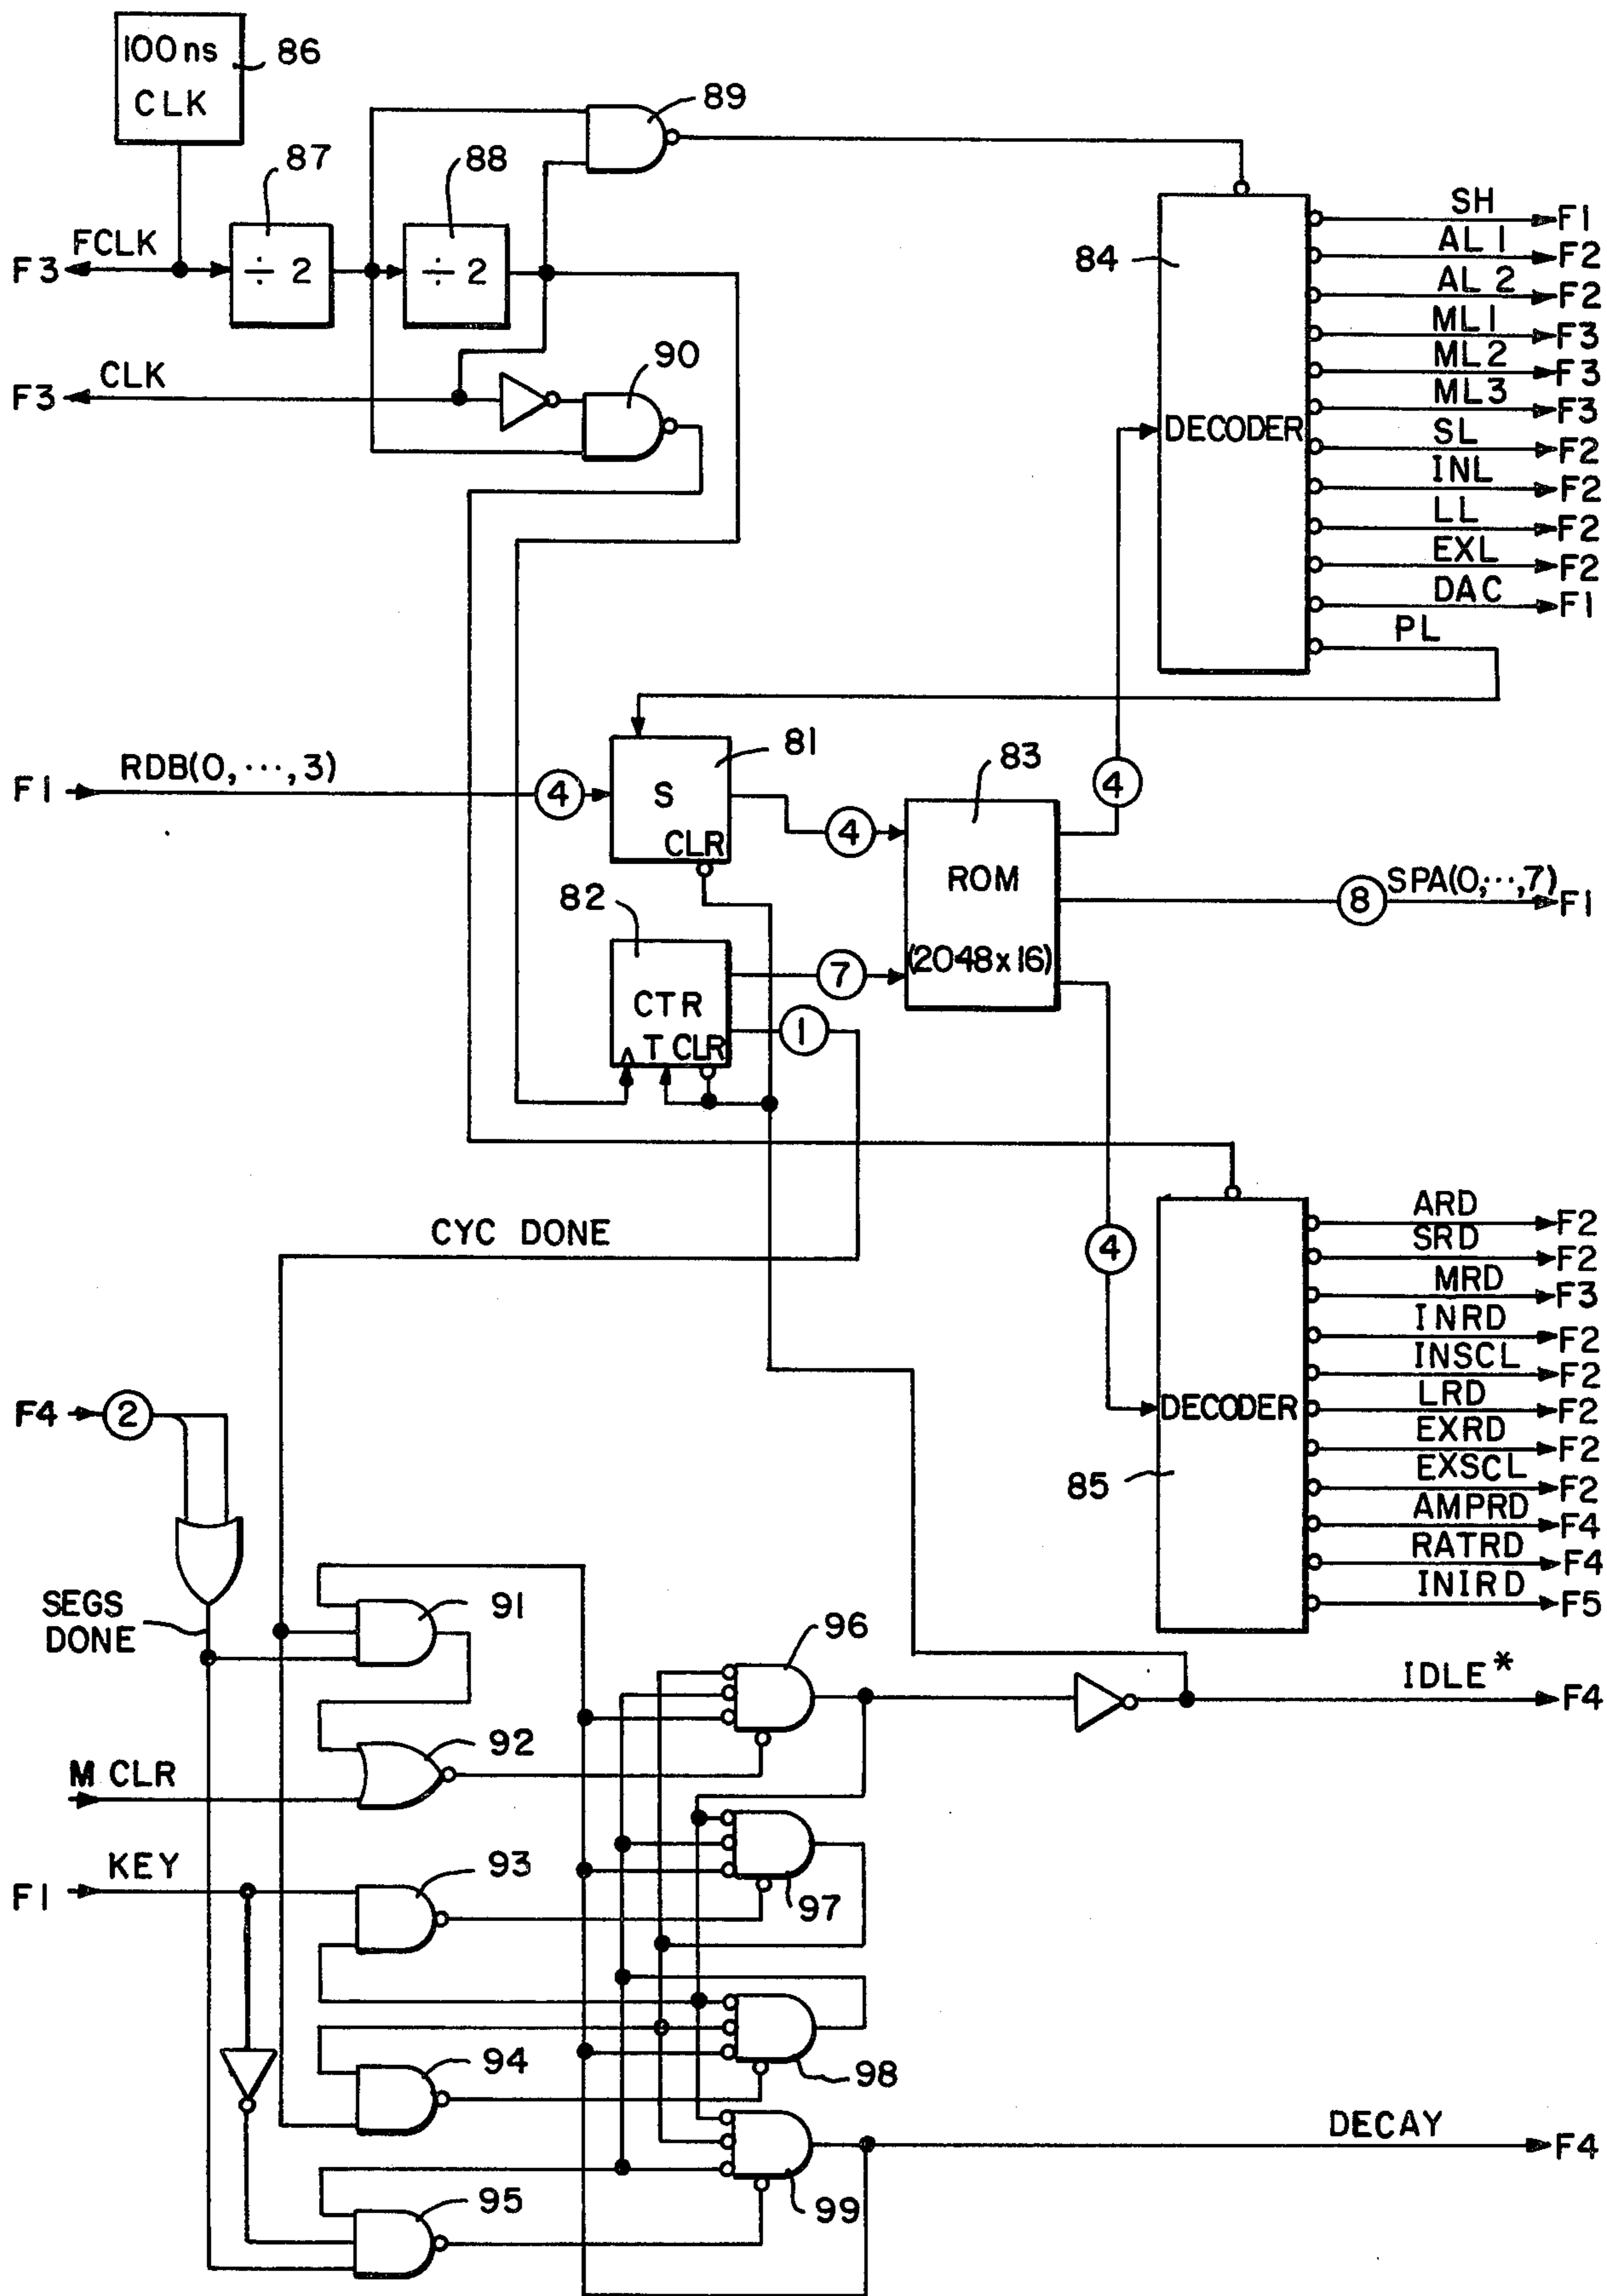 100ns
CLK
86
89
87
88
FCLK
F3
÷ 2
÷ 2
CLK
F3
90
84
DECODER
SH F1
AL1 F2
AL 2 F2
ML1 F3
ML2 F3
ML3 F3
SL F2
INL F2
LL F2
EXL F2
DAC F1
PL
F1
RDB(0,···,3)
4
S
CLR
81
4
83
ROM
(2048x16)
4
8
SPA(0,···,7)
F1
82
CTR
T CLR
7
1
CYC DONE
4
DECODER
85
ARD F2
SRD F2
MRD F3
INRD F2
INSCL F2
LRD F2
EXRD F2
EXSCL F2
AMPRD F4
RATRD F4
INIRD F5
F4
2
SEGS
DONE
91
96
IDLE*
F4
M CLR
92
F1
KEY
93
97
94
98
DECAY
F4
95
99